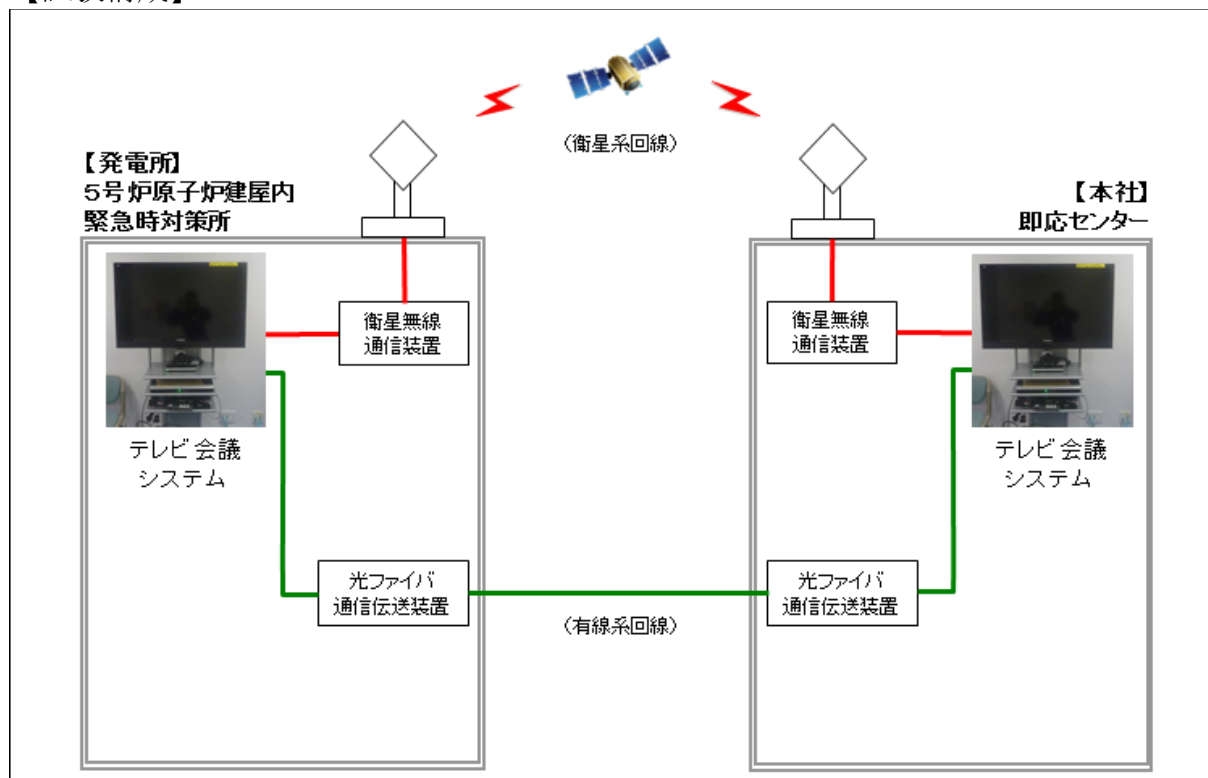 （衛星系回線）
【発電所】
５号炉原子炉建屋内
緊急時対策所
【本社】
即応センター
衛星無線
通信装置
衛星無線
通信装置
テレビ会議
システム
テレビ会議
システム
光ファイバ
通信伝送装置
光ファイバ
通信伝送装置
（有線系回線）